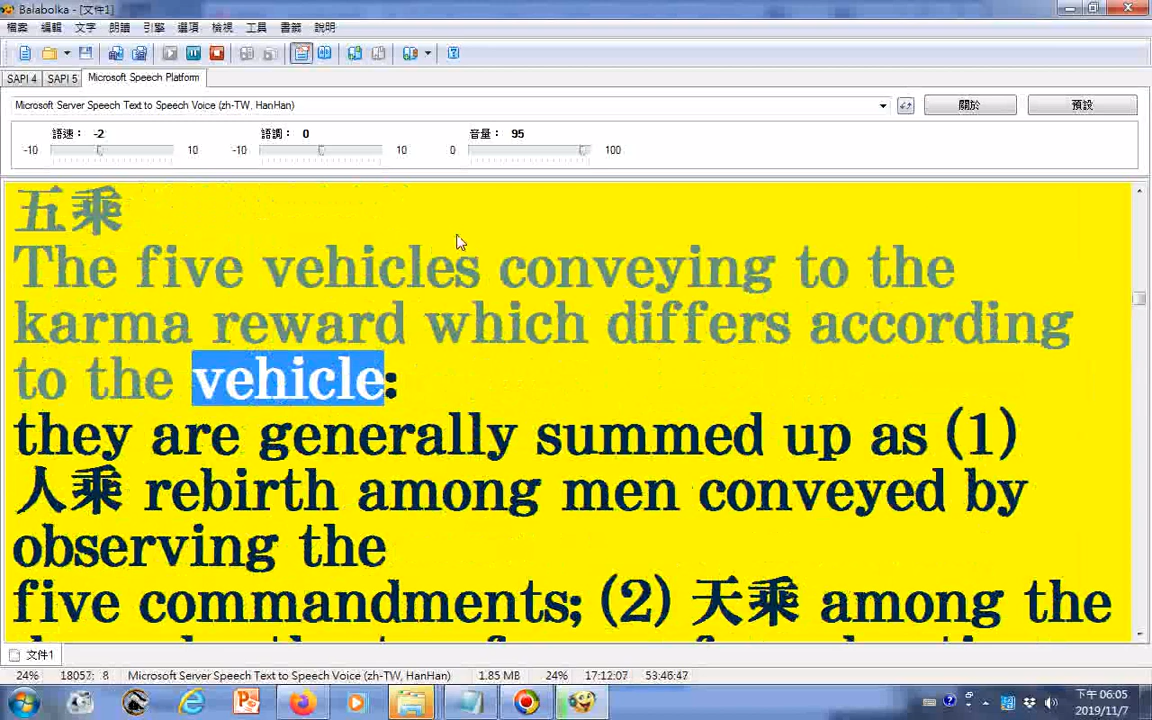 Balabolka - [文件1]
檔案 編輯 文字 朗讀 引擎 選項 檢視 工具 書籤 說明
SAPI 4 SAPI 5 Microsoft Speech Platform
Microsoft Server Speech Text to Speech Voice (zh-TW, HanHan) 關於 預設
語速： -2 語調： 0 音量： 95
-10 10 -10 10 0 100
五乘
The five vehicles conveying to the
karma reward which differs according
to the vehicle:
they are generally summed up as (1)
人乘 rebirth among men conveyed by
observing the
five commandments; (2) 天乘 among the
文件1
24% 18057: 8 Microsoft Server Speech Text to Speech Voice (zh-TW, HanHan) 1.85 MB 24% 17:12:07 53:46:47
下午 06:05
2019/11/7